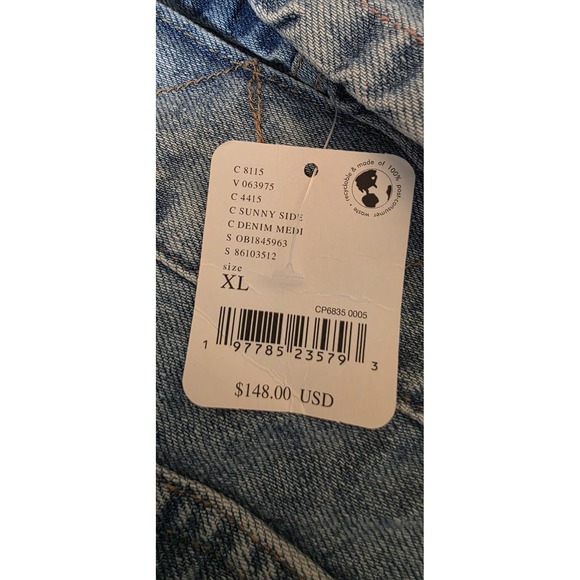 C 8115
V 063975
C 4415
C SUNNY SIDE
C DENIM MEDI
S OB1845963
S 86103512
size
XL
recyclable & made of 100% post-consumer waste •
CP6835 0005
1 97785 23579 3
$148.00 USD